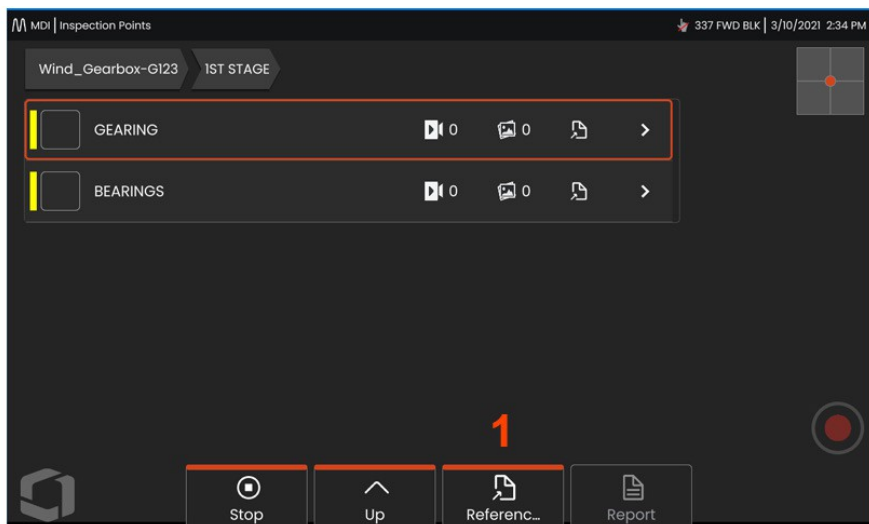 MDI | Inspection Points
337 FWD BLK | 3/10/2021 2:34 PM
Wind_Gearbox-G123
1ST STAGE
GEARING 0 0
BEARINGS 0 0
1
Stop
Up
Referenc...
Report